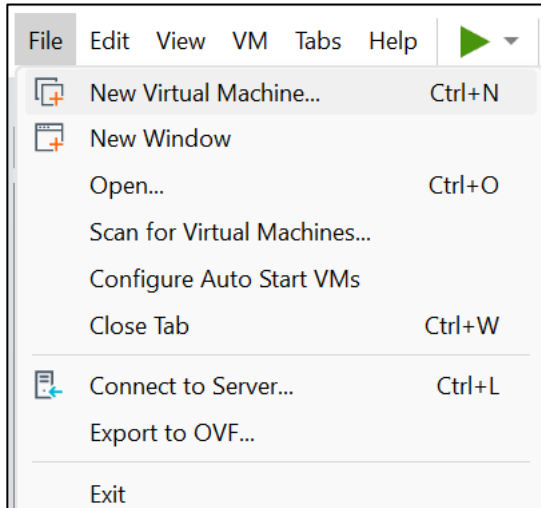 File Edit View VM Tabs Help
New Virtual Machine... Ctrl+N
New Window
Open... Ctrl+O
Scan for Virtual Machines...
Configure Auto Start VMs
Close Tab Ctrl+W
Connect to Server... Ctrl+L
Export to OVF...
Exit